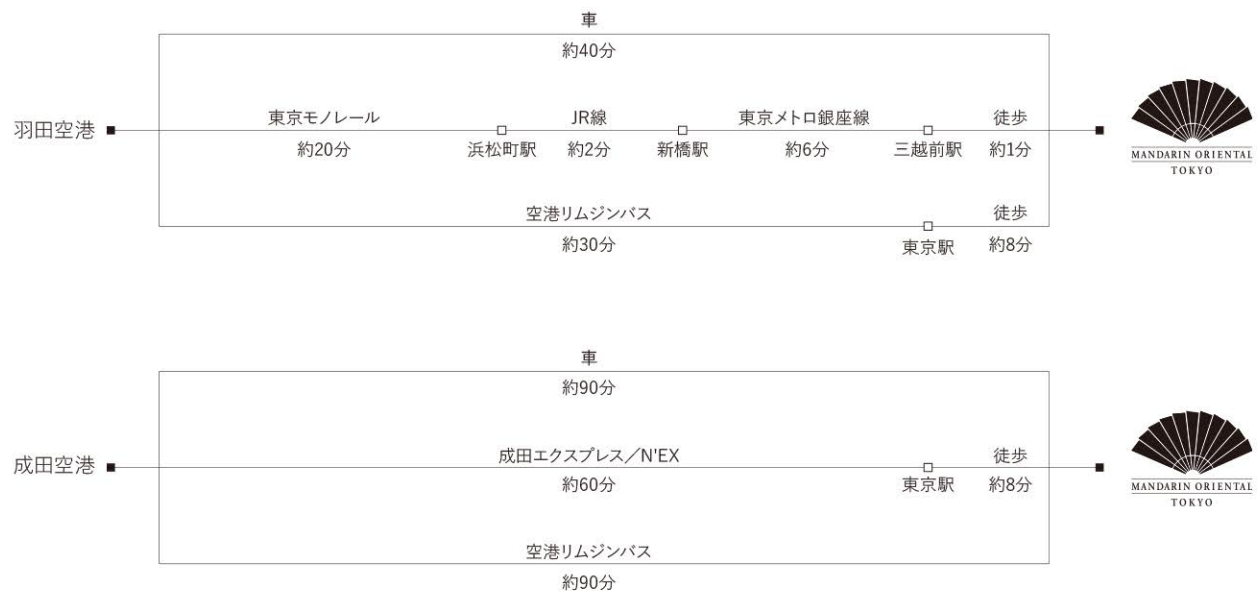 車
約40分
羽田空港
東京モノレール
約20分
浜松町駅
JR線
約2分
新橋駅
東京メトロ銀座線
約6分
三越前駅
徒歩
約1分
MANDARIN ORIENTAL
TOKYO
空港リムジンバス
約30分
東京駅
徒歩
約8分
車
約90分
成田空港
成田エクスプレス／N'EX
約60分
東京駅
徒歩
約8分
MANDARIN ORIENTAL
TOKYO
空港リムジンバス
約90分